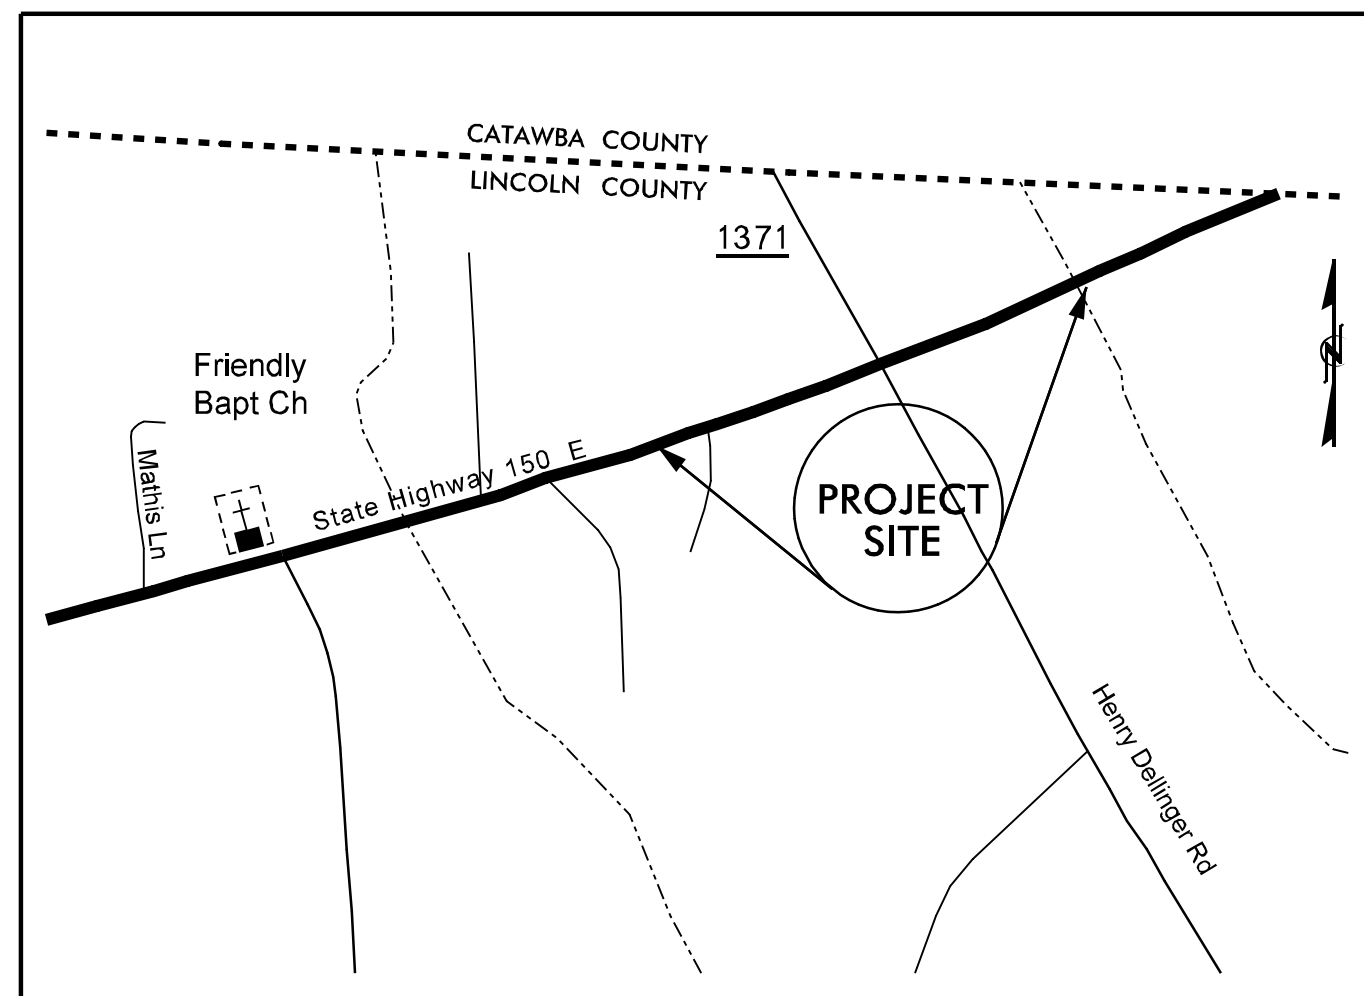 CATAWBA COUNTY
LINCOLN COUNTY
1371
Friendly
Bapt Ch
Mathis Ln
State Highway 150 E
PROJECT
SITE
Henry Dellinger Rd
N